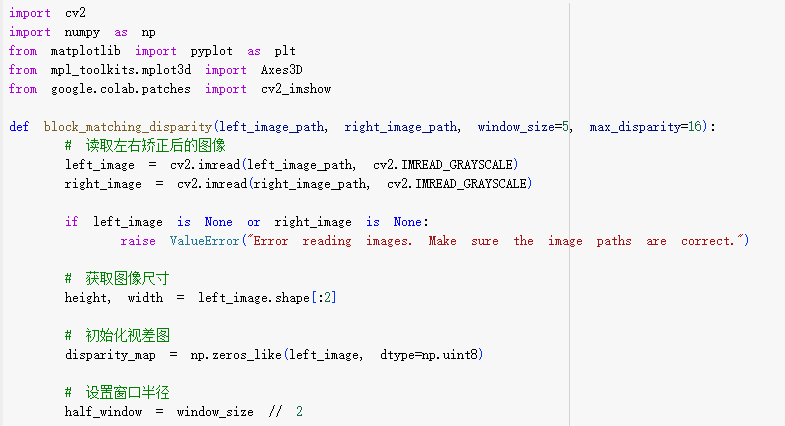 import cv2
import numpy as np
from matplotlib import pyplot as plt
from mpl_toolkits.mplot3d import Axes3D
from google.colab.patches import cv2_imshow
def block_matching_disparity(left_image_path, right_image_path, window_size=5, max_disparity=16):
# 读取左右矫正后的图像
left_image = cv2.imread(left_image_path, cv2.IMREAD_GRAYSCALE)
right_image = cv2.imread(right_image_path, cv2.IMREAD_GRAYSCALE)
if left_image is None or right_image is None:
raise ValueError("Error reading images. Make sure the image paths are correct.")
# 获取图像尺寸
height, width = left_image.shape[:2]
# 初始化视差图
disparity_map = np.zeros_like(left_image, dtype=np.uint8)
# 设置窗口半径
half_window = window_size // 2